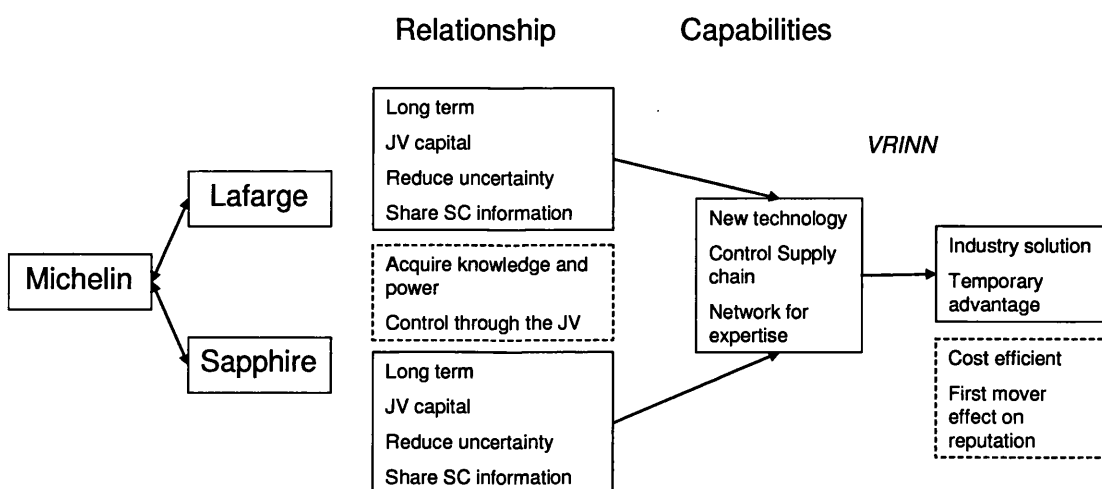 Relationship
Capabilities
Long term
JV capital
Reduce uncertainty
Share SC information
VRINN
Lafarge
Michelin
Sapphire
Acquire knowledge and
power
Control through the JV
New technology
Control Supply
chain
Network for
expertise
Industry solution
Temporary
advantage
Long term
JV capital
Reduce uncertainty
Share SC information
Cost efficient
First mover
effect on
reputation